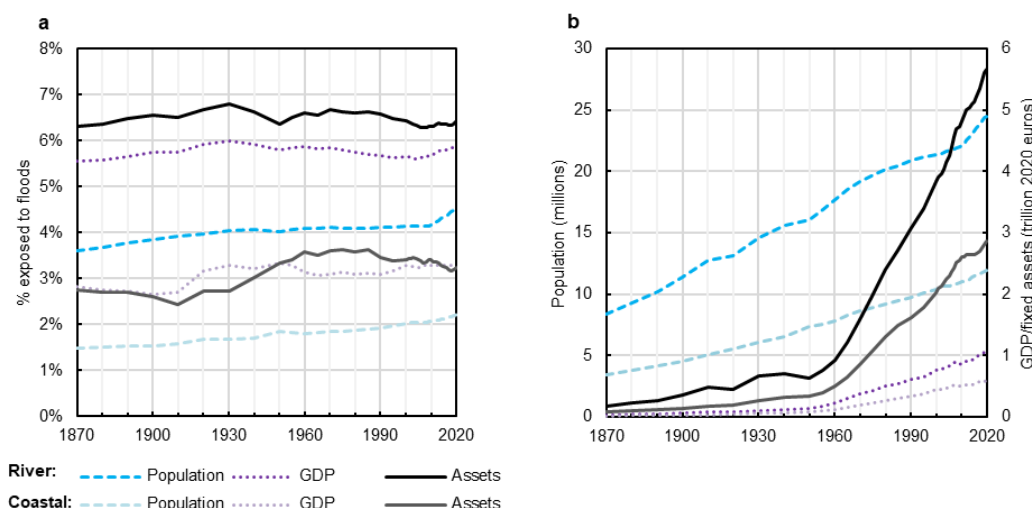 a
b
8%
7%
6%
5%
4%
3%
2%
1%
0%
% exposed to floods
1870 1900 1930 1960 1990 2020
30
25
20
15
10
5
0
Population (millions)
6
5
4
3
2
1
0
GDP/fixed assets (trillion 2020 euros)
1870 1900 1930 1960 1990 2020
River: Population GDP Assets
Coastal: Population GDP Assets